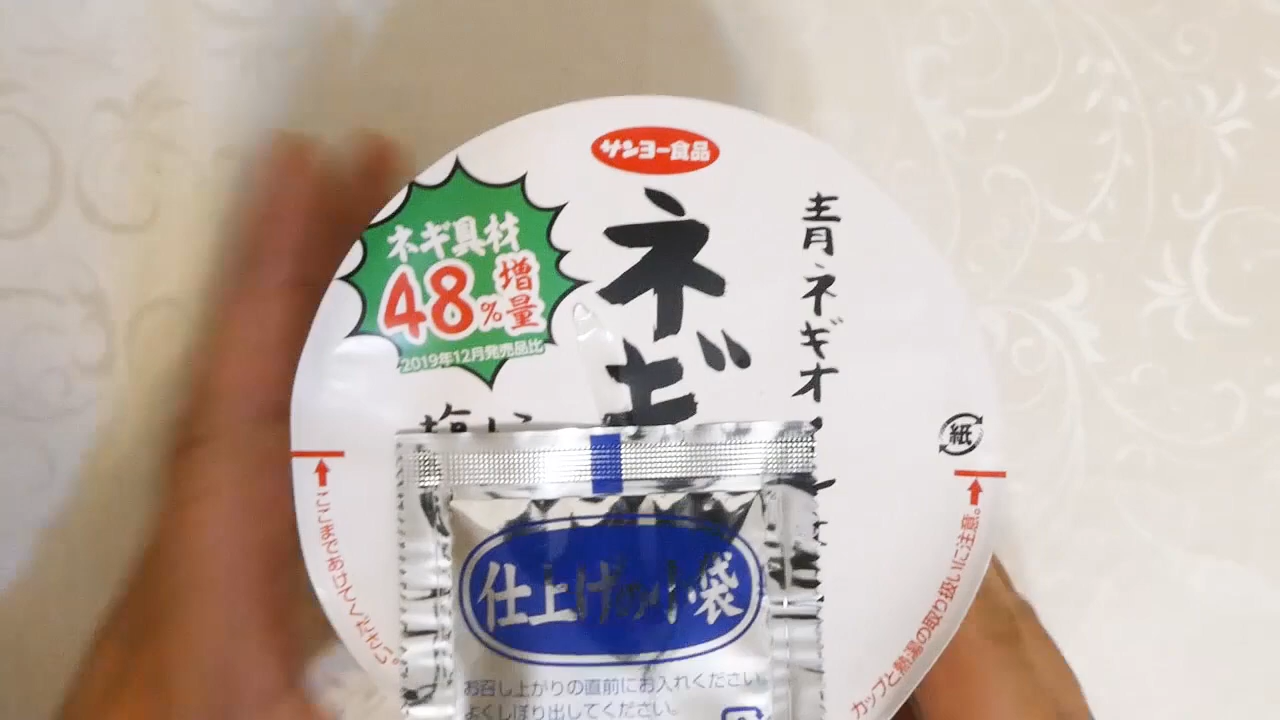 サンヨー食品
ネギ
青ネギオ
ネギ具材
48%増量
2019年12月発売品比
塩
紙
ここまでおあけください。
カップと熱湯の取り扱いに注意。
仕上げの小袋
お召し上がりの直前にお入れください。
よくしぼり出してください。